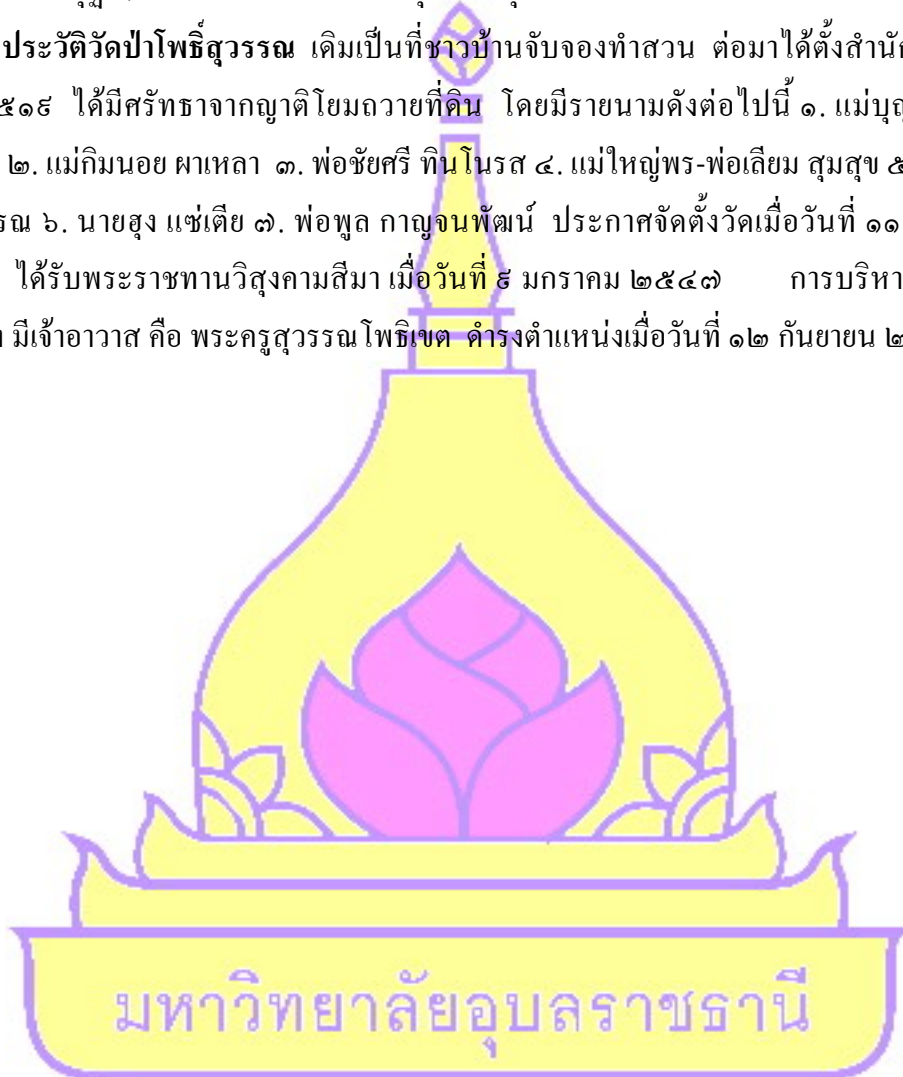 ประวัติวัดป่าโพธิ์สุวรรณ เดิมเป็นที่ชาวบ้านจับจองทำสวน ต่อมาได้ตั้งสำนัก
๕๑๙ ได้มีศรัทธาจากญาติโยมถวายที่ดิน โดยมีรายนามดังต่อไปนี้ ๑. แม่บุญ
๒. แม่กิมนอย ผาเหลา ๓. พ่อชัยศรี ทินโนรส ๔. แม่ใหญ่พร-พ่อเลียม สุมสุข ๕
รณ ๖. นายฮุง แซ่เตีย ๗. พ่อพูล กาญจนพัฒน์ ประกาศจัดตั้งวัดเมื่อวันที่ ๑๑
ได้รับพระราชทานวิสุงคามสีมา เมื่อวันที่ ๙ มกราคม ๒๕๔๗ การบริหา
มีเจ้าอาวาส คือ พระครูสุวรรณโพธิเขต ดำรงตำแหน่งเมื่อวันที่ ๑๒ กันยายน ๒
มหาวิทยาลัยอุบลราชธานี